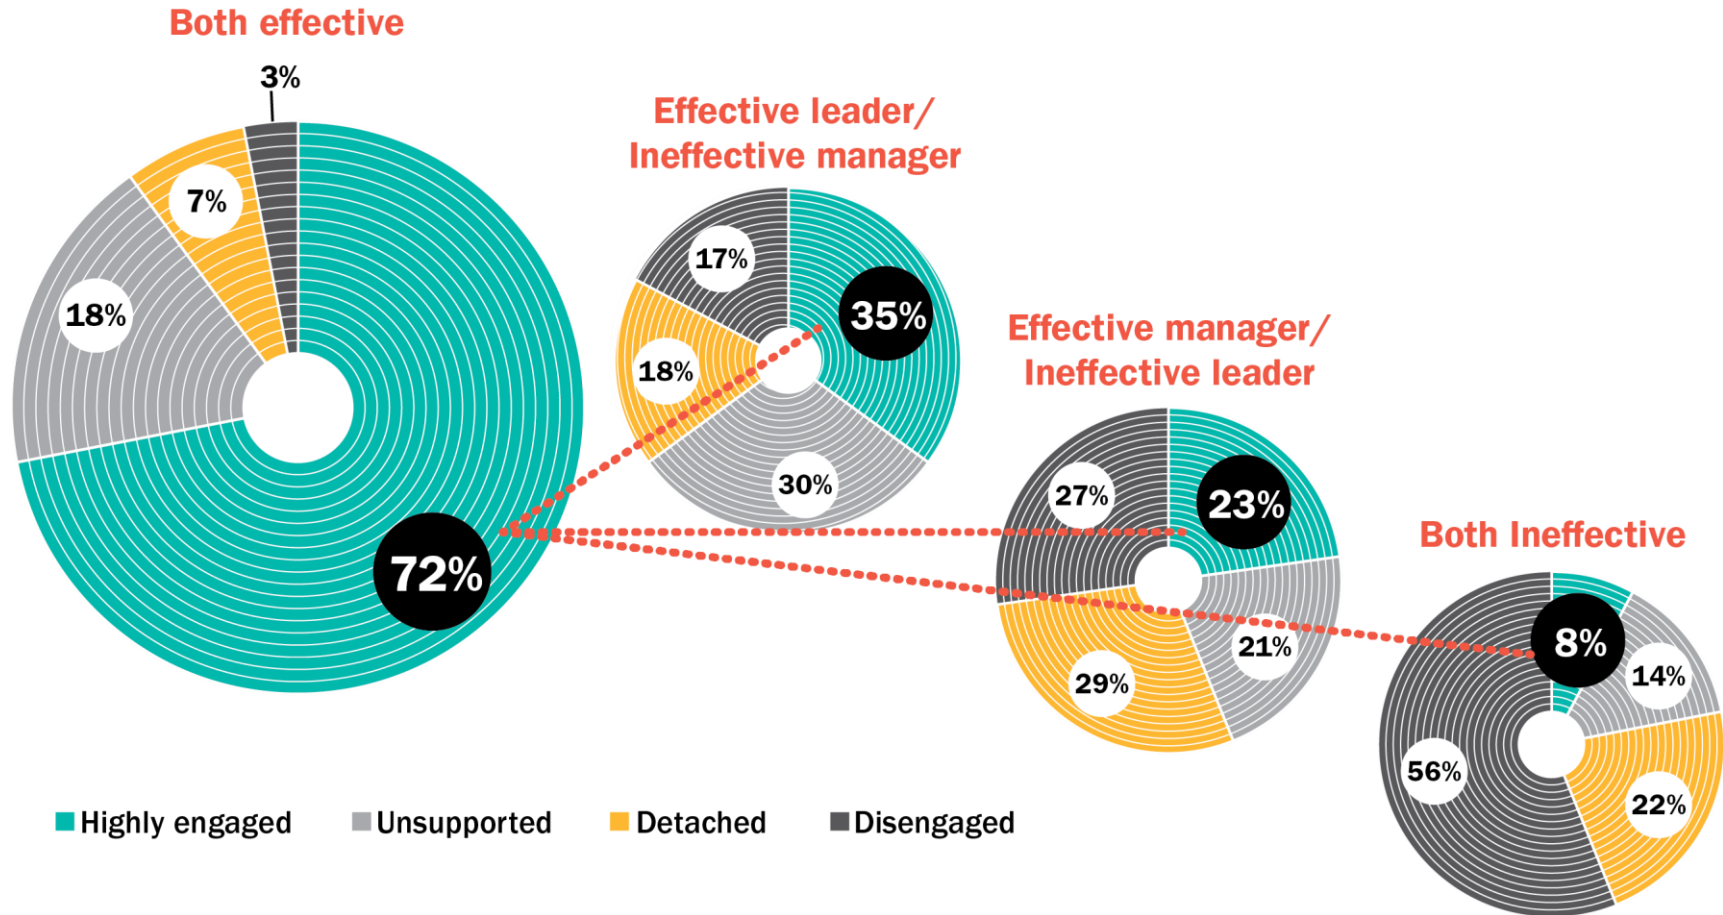 Both effective
3%
7%
18%
72%
Effective leader/
Ineffective manager
17%
35%
18%
30%
Effective manager/
Ineffective leader
27%
23%
21%
29%
Both Ineffective
8%
14%
56%
22%
Highly engaged
Unsupported
Detached
Disengaged